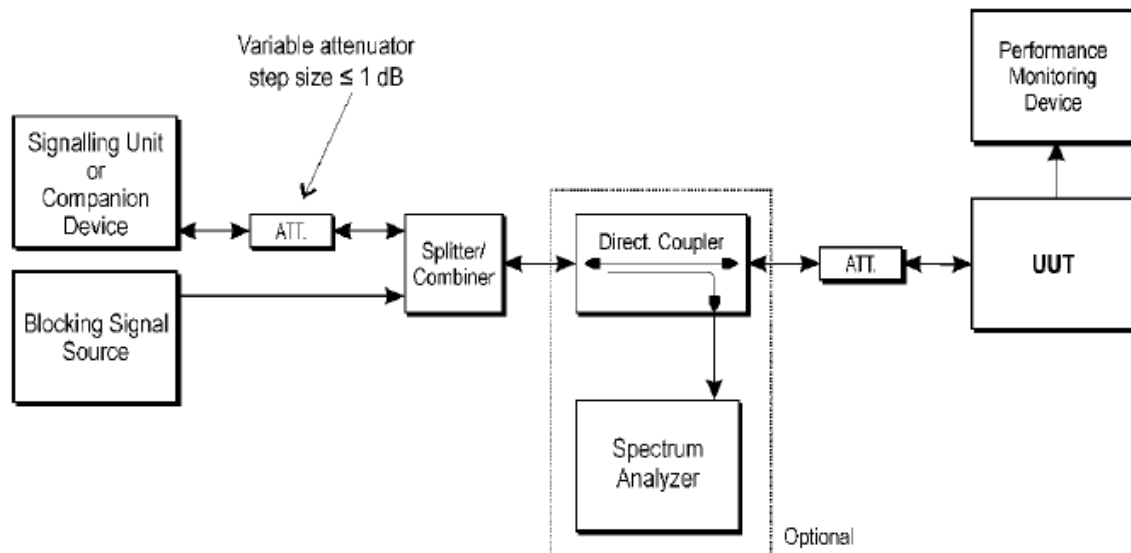 Variable attenuator
step size ≤ 1 dB
Performance
Monitoring
Device
Signalling Unit
or
Companion
Device
ATT.
Splitter/
Combiner
Direct. Coupler
ATT.
UUT
Blocking Signal
Source
Spectrum
Analyzer
Optional